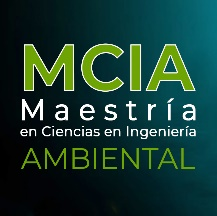 MCIA
Maestría
en Ciencias en Ingeniería
AMBIENTAL